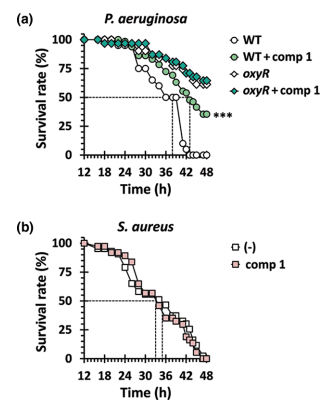 (a)
P. aeruginosa
WT
WT + comp 1
oxyR
oxyR + comp 1
Survival rate (%)
100
75
50
25
0
***
12 18 24 30 36 42 48
Time (h)
(b)
S. aureus
(-)
comp 1
Survival rate (%)
100
75
50
25
0
12 18 24 30 36 42 48
Time (h)